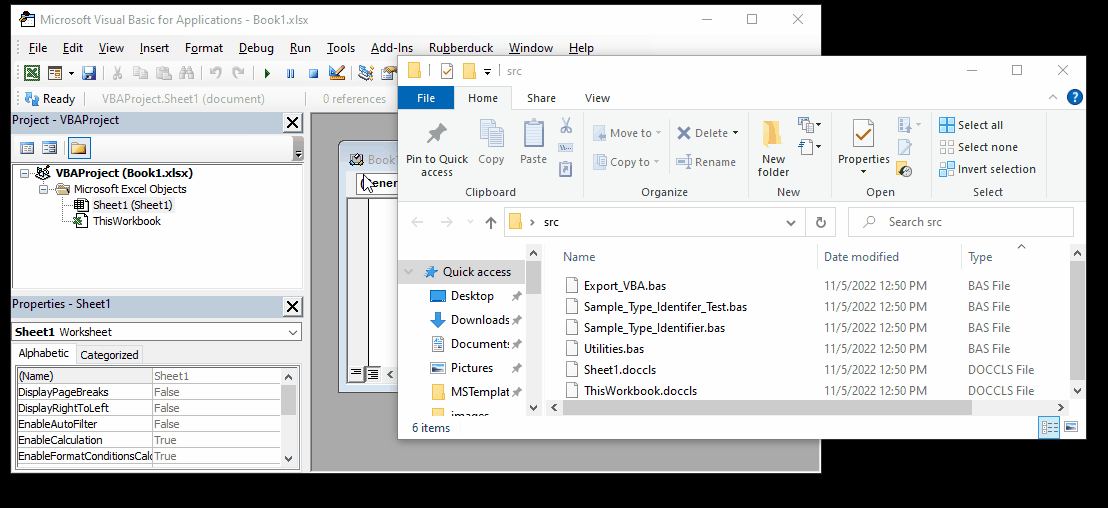 Microsoft Visual Basic for Applications - Book1.xlsx
File Edit View Insert Format Debug Run Tools Add-Ins Rubberduck Window Help
Ready VBAProject.Sheet1 (document) 0 references
Project - VBAProject
VBAProject (Book1.xlsx)
Microsoft Excel Objects
Sheet1 (Sheet1)
ThisWorkbook
Properties - Sheet1
Sheet1 Worksheet
Alphabetic Categorized
(Name) Sheet1
DisplayPageBreaks False
DisplayRightToLeft False
EnableAutoFilter False
EnableCalculation True
EnableFormatConditionsCalc True
src
File Home Share View
Pin to Quick access
Copy
Paste
Clipboard
Move to
Copy to
Delete
Rename
Organize
New folder
New
Properties
Open
Select all
Select none
Invert selection
Select
src
Search src
Quick access
Desktop
Downloads
Documents
Pictures
MSTemplat
images
Name Date modified Type
Export_VBA.bas 11/5/2022 12:50 PM BAS File
Sample_Type_Identifer_Test.bas 11/5/2022 12:50 PM BAS File
Sample_Type_Identifier.bas 11/5/2022 12:50 PM BAS File
Utilities.bas 11/5/2022 12:50 PM BAS File
Sheet1.doccls 11/5/2022 12:50 PM DOCCLS File
ThisWorkbook.doccls 11/5/2022 12:50 PM DOCCLS File
6 items